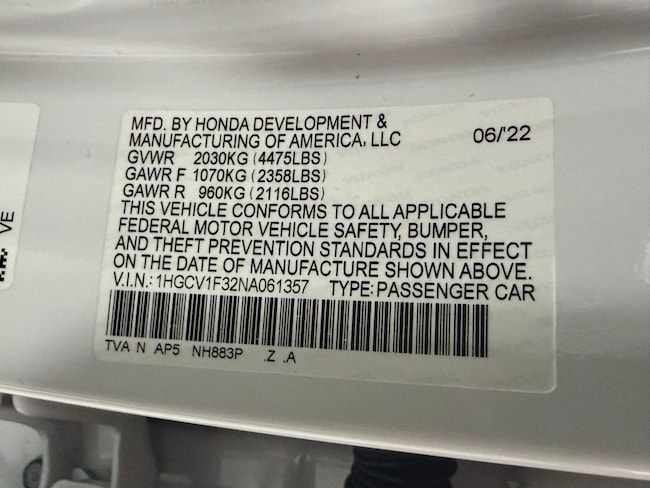 MFD. BY HONDA DEVELOPMENT &
MANUFACTURING OF AMERICA, LLC 06/'22
GVWR 2030KG (4475LBS)
GAWR F 1070KG (2358LBS)
GAWR R 960KG (2116LBS)
THIS VEHICLE CONFORMS TO ALL APPLICABLE
FEDERAL MOTOR VEHICLE SAFETY, BUMPER,
AND THEFT PREVENTION STANDARDS IN EFFECT
ON THE DATE OF MANUFACTURE SHOWN ABOVE.
V.I.N.: 1HGCV1F32NA061357 TYPE: PASSENGER CAR
TVA N AP5 NH883P .Z .A
VE